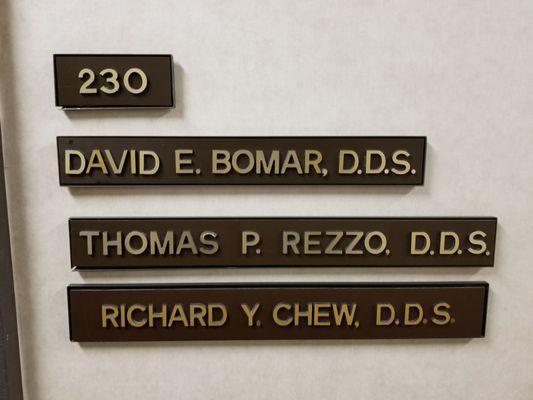 230
DAVID E. BOMAR, D.D.S.
THOMAS P. REZZO, D.D.S.
RICHARD Y. CHEW, D.D.S.